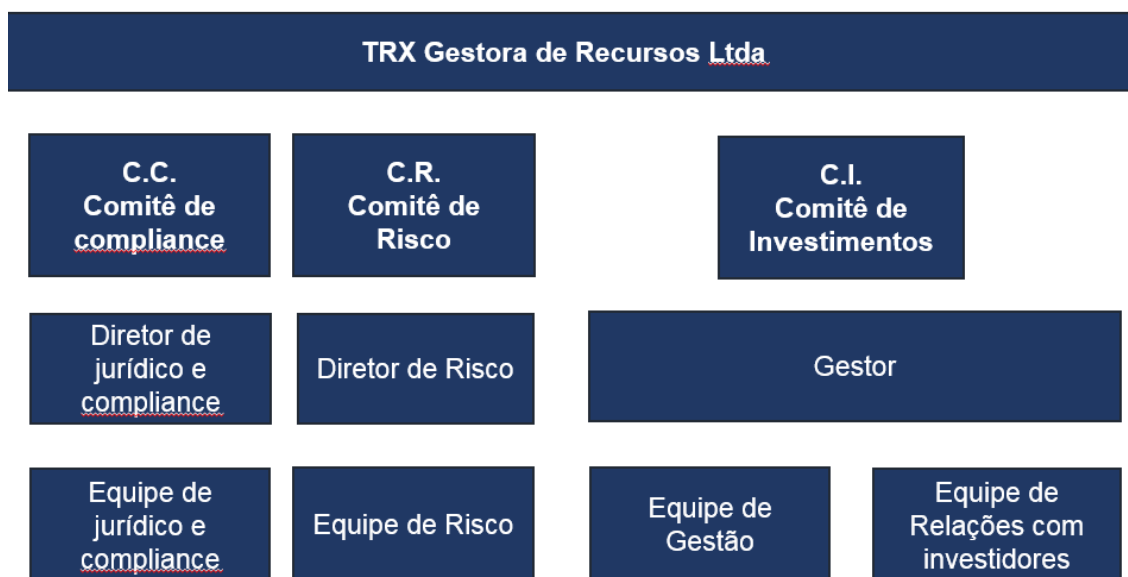 TRX Gestora de Recursos Ltda
C.C.
Comitê de
compliance
C.R.
Comitê de
Risco
C.I.
Comitê de
Investimentos
Diretor de
jurídico e
compliance
Diretor de Risco
Gestor
Equipe de
jurídico e
compliance
Equipe de Risco
Equipe de
Gestão
Equipe de
Relações com
investidores